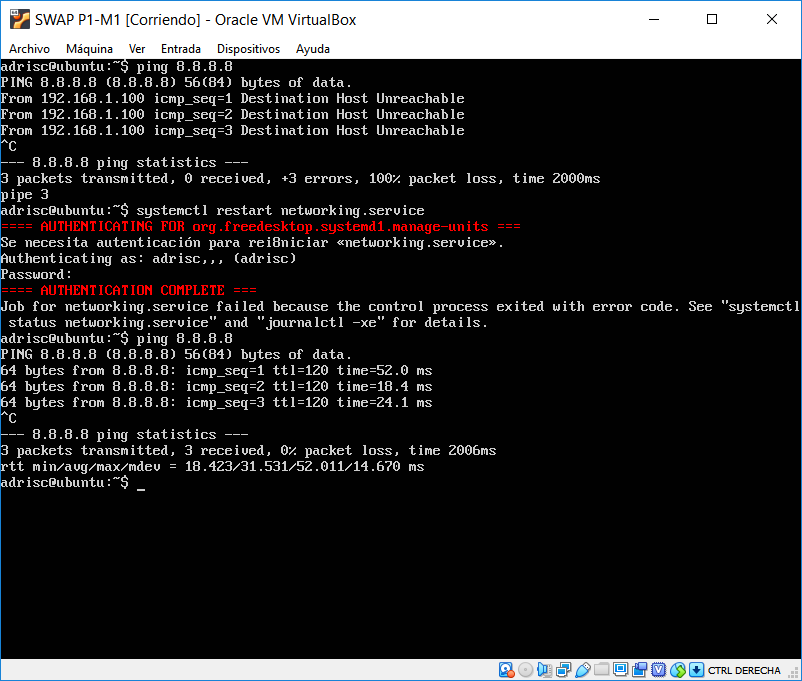 SWAP P1-M1 [Corriendo] - Oracle VM VirtualBox
Archivo Máquina Ver Entrada Dispositivos Ayuda
adrisc@ubuntu:~$ ping 8.8.8.8
PING 8.8.8.8 (8.8.8.8) 56(84) bytes of data.
From 192.168.1.100 icmp_seq=1 Destination Host Unreachable
From 192.168.1.100 icmp_seq=2 Destination Host Unreachable
From 192.168.1.100 icmp_seq=3 Destination Host Unreachable
^C
--- 8.8.8.8 ping statistics ---
3 packets transmitted, 0 received, +3 errors, 100% packet loss, time 2000ms
pipe 3
adrisc@ubuntu:~$ systemctl restart networking.service
==== AUTHENTICATING FOR org.freedesktop.systemd1.manage-units ===
Se necesita autenticación para rei8niciar «networking.service».
Authenticating as: adrisc,,, (adrisc)
Password:
==== AUTHENTICATION COMPLETE ===
Job for networking.service failed because the control process exited with error code. See "systemctl
status networking.service" and "journalctl -xe" for details.
adrisc@ubuntu:~$ ping 8.8.8.8
PING 8.8.8.8 (8.8.8.8) 56(84) bytes of data.
64 bytes from 8.8.8.8: icmp_seq=1 ttl=120 time=52.0 ms
64 bytes from 8.8.8.8: icmp_seq=2 ttl=120 time=18.4 ms
64 bytes from 8.8.8.8: icmp_seq=3 ttl=120 time=24.1 ms
^C
--- 8.8.8.8 ping statistics ---
3 packets transmitted, 3 received, 0% packet loss, time 2006ms
rtt min/avg/max/mdev = 18.423/31.531/52.011/14.670 ms
adrisc@ubuntu:~$ _
CTRL DERECHA